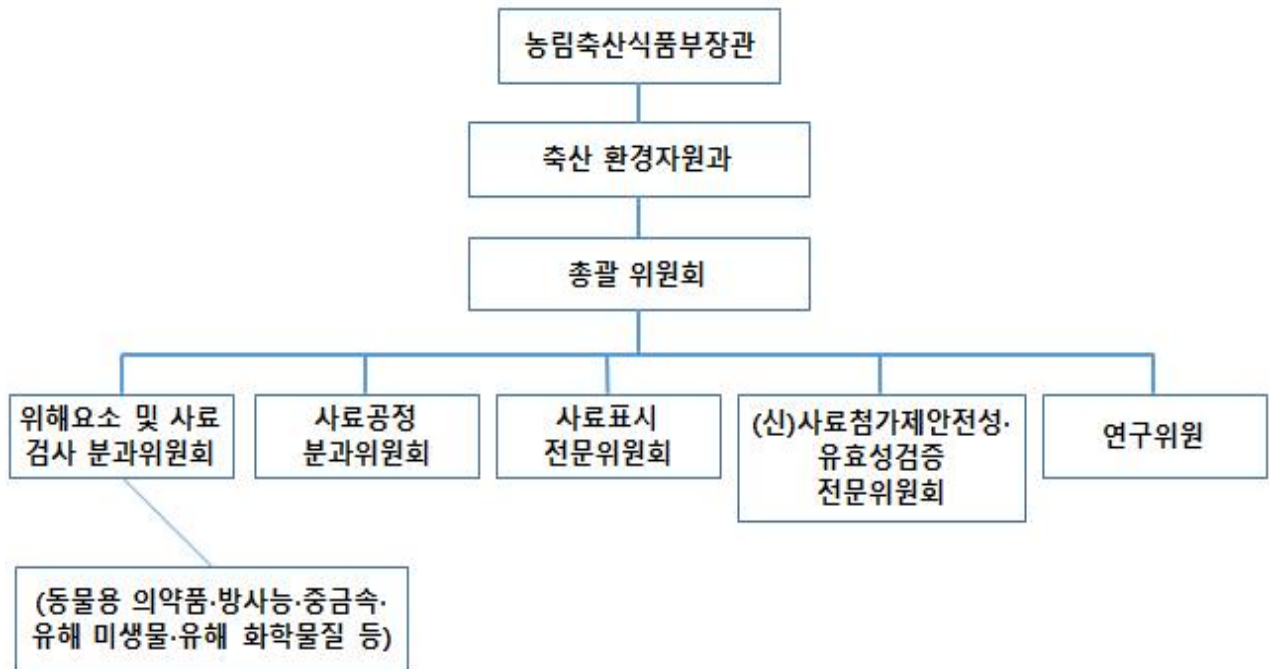 농림축산식품부장관
축산 환경자원과
총괄 위원회
위해요소 및 사료
검사 분과위원회
사료공정
분과위원회
사료표시
전문위원회
(신)사료첨가제안전성·
유효성검증
전문위원회
연구위원
(동물용 의약품·방사능·중금속·
유해 미생물·유해 화학물질 등)